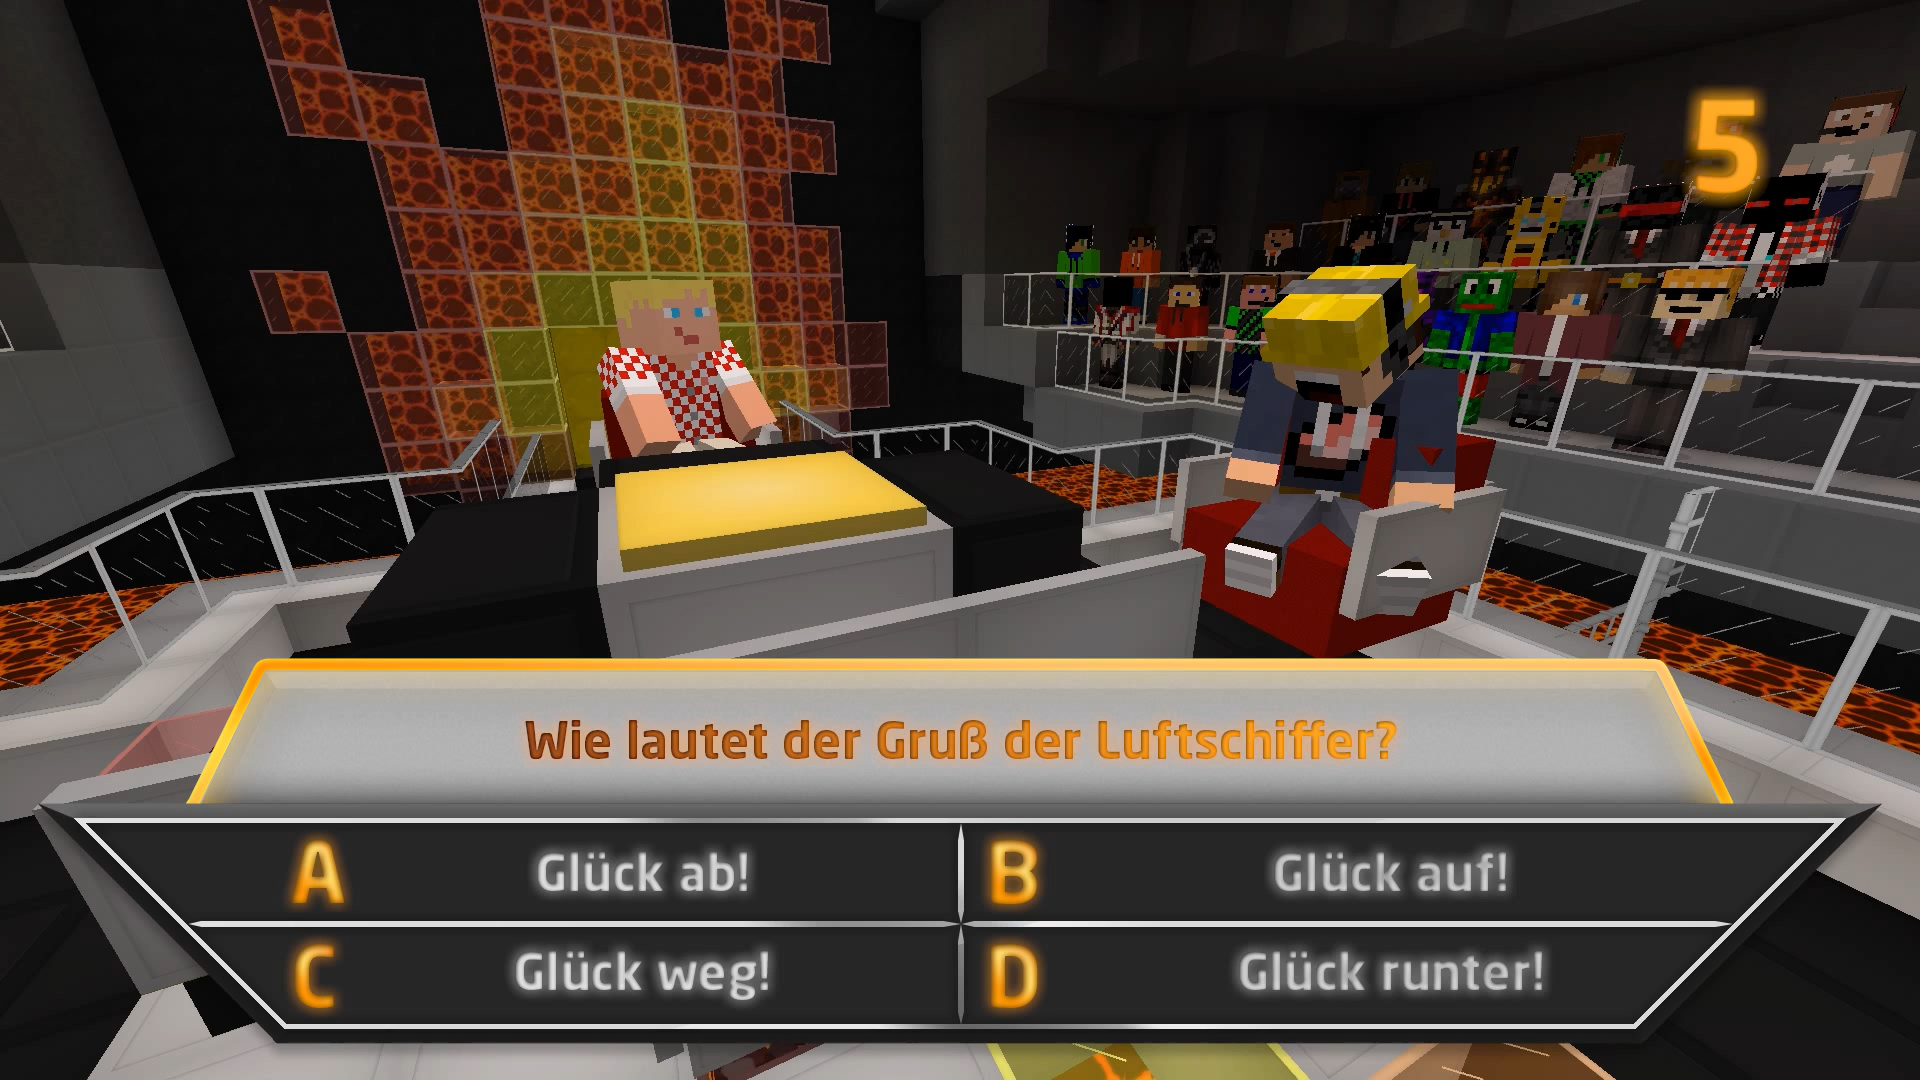 5
Wie lautet der Gruß der Luftschiffer?
A Glück ab!
B Glück auf!
C Glück weg!
D Glück runter!